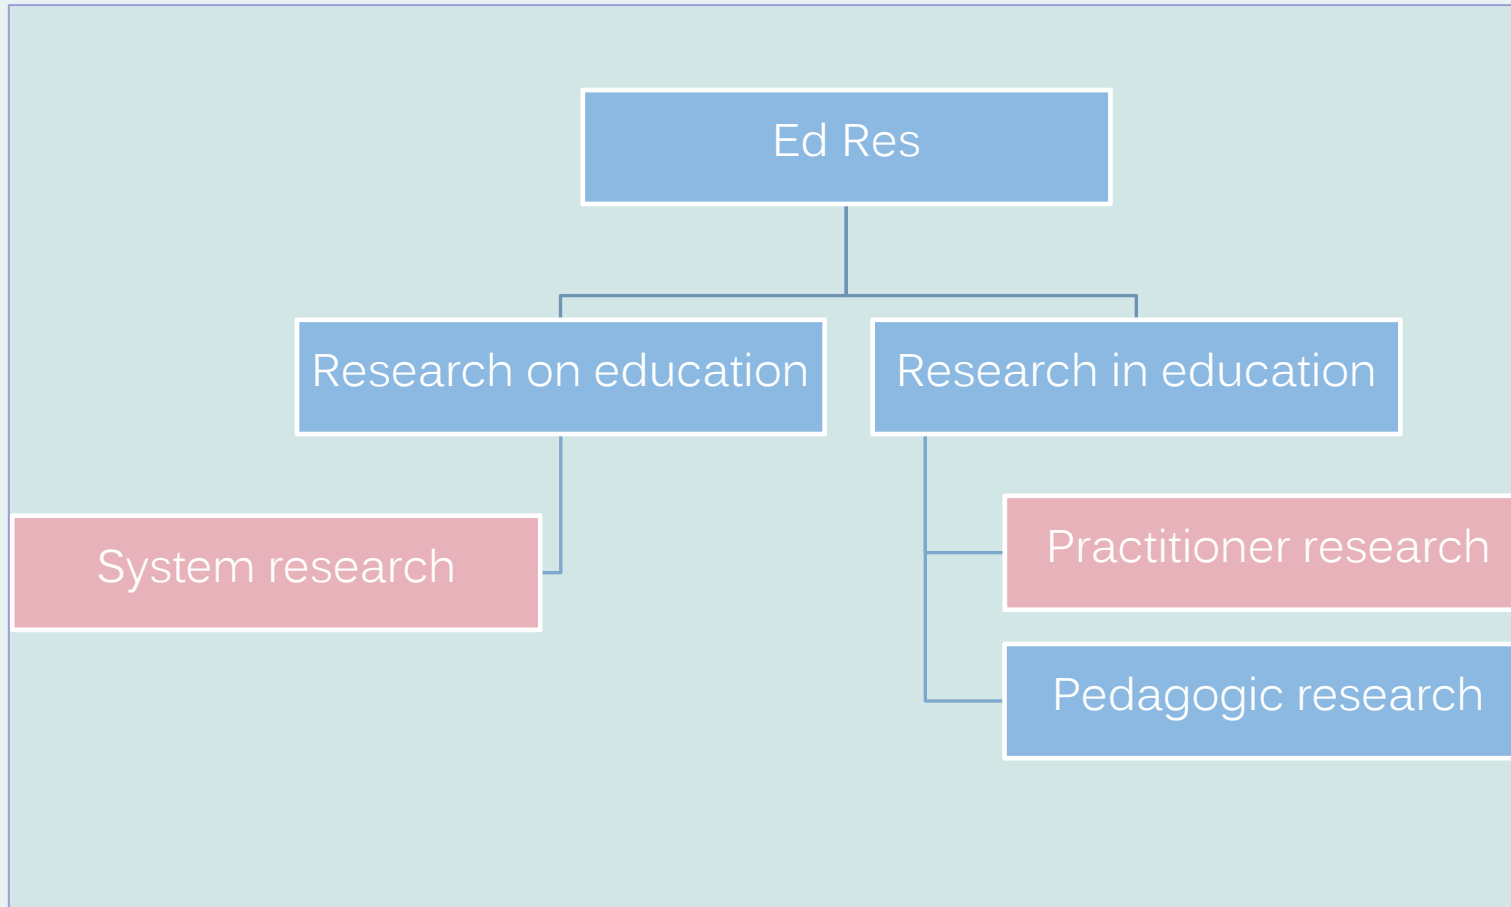 Ed Res
Research on education
Research in education
System research
Practitioner research
Pedagogic research